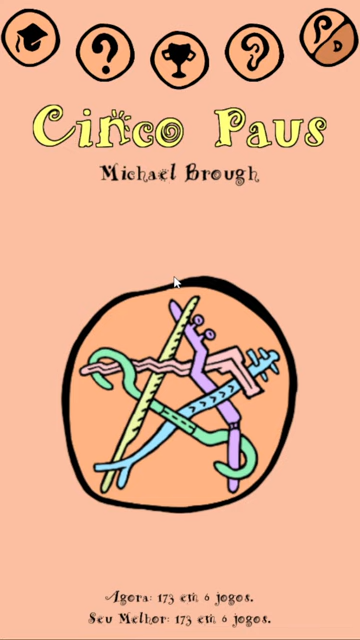 ?
P
D
Cinco Paus
Michael Brough
Agora: 173 em 6 jogos.
Seu Melhor: 173 em 6 jogos.